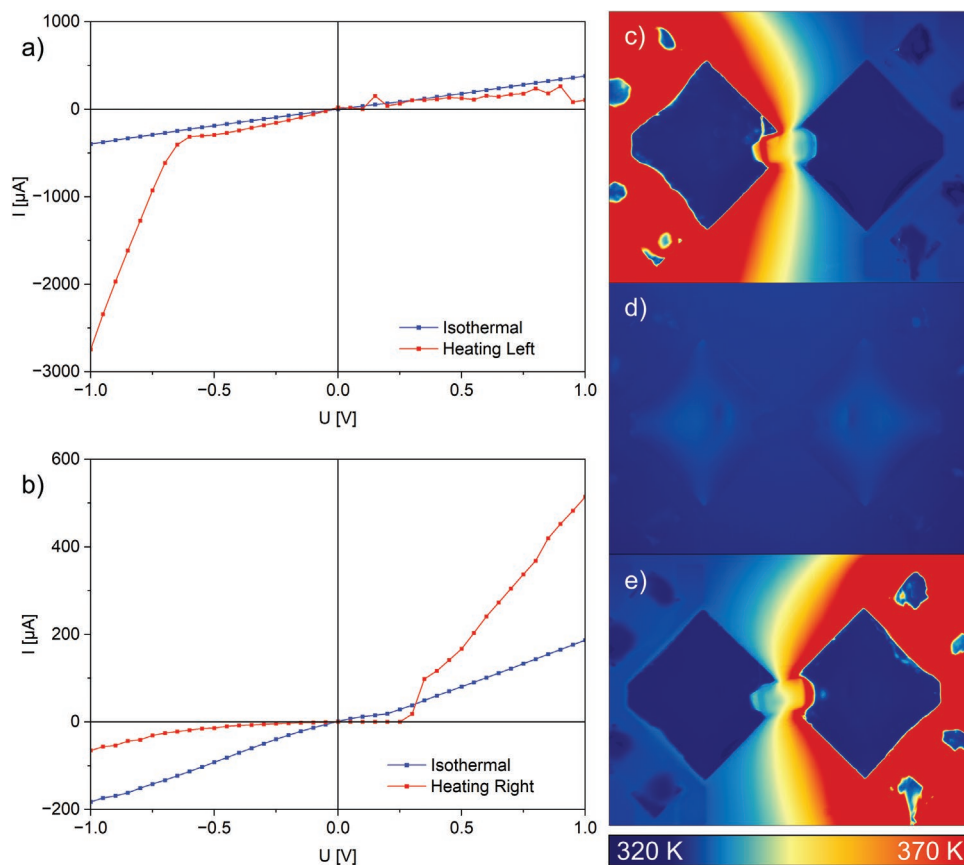 a)
1000
0
−1000
−2000
−3000
I [µA]
Isothermal
Heating Left
−1.0 −0.5 0.0 0.5 1.0
U [V]
b)
600
400
200
0
−200
I [µA]
Isothermal
Heating Right
−1.0 −0.5 0.0 0.5 1.0
U [V]
c)
d)
e)
320 K 370 K